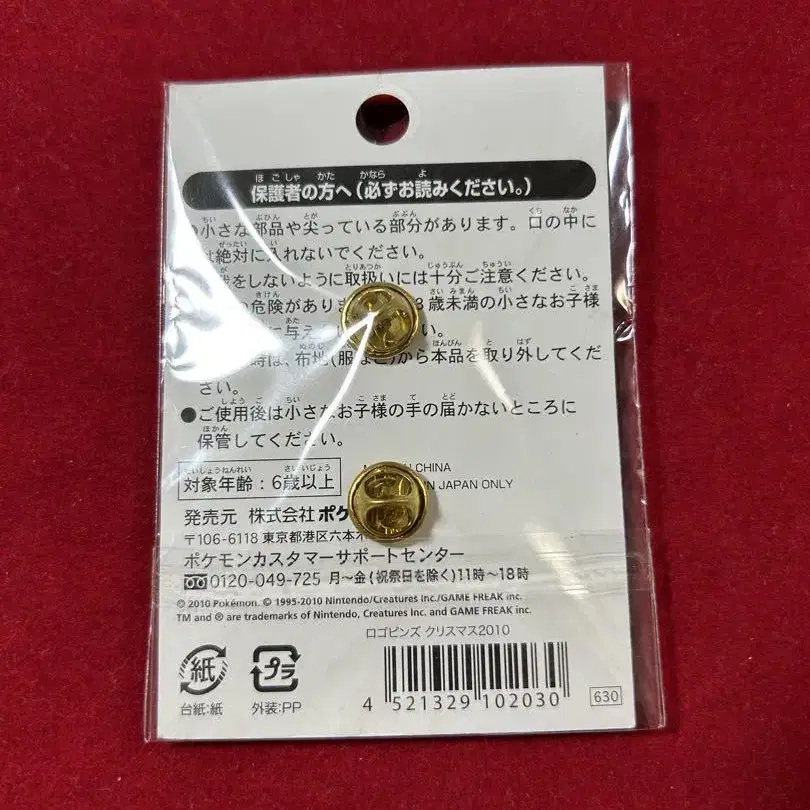 保護者の方へ(必ずお読みください。)
小さな部品や尖っている部分があります。口の中に
は絶対に入れないでください。
をしないように取扱いには十分ご注意ください。
の危険があります 3歳未満の小さなお子様
に与え い。
時は、布地(服など)から本品を取り外してくだ
さい。
●ご使用後は小さなお子様の手の届かないところに
保管してください。
対象年齢:6歳以上
CHINA
IN JAPAN ONLY
発売元 株式会社ポケ
〒106-6118 東京都港区六本木
ポケモンカスタマーサポートセンター
0120-049-725 月〜金(祝祭日を除く)11時〜18時
© 2010 Pokémon. © 1995-2010 Nintendo/Creatures Inc./GAME FREAK inc.
TM and ® are trademarks of Nintendo, Creatures Inc. and GAME FREAK inc.
ロゴピンズ クリスマス2010
紙 プラ
台紙:紙 外装:PP
4 521329 102030
630